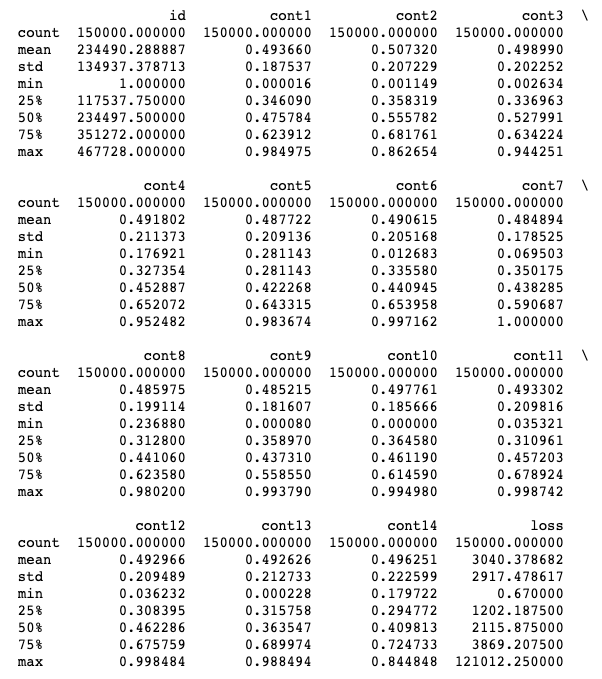 id cont1 cont2 cont3 \
count 150000.000000 150000.000000 150000.000000 150000.000000
mean 234490.288887 0.493660 0.507320 0.498990
std 134937.378713 0.187537 0.207229 0.202252
min 1.000000 0.000016 0.001149 0.002634
25% 117537.750000 0.346090 0.358319 0.336963
50% 234497.500000 0.475784 0.555782 0.527991
75% 351272.000000 0.623912 0.681761 0.634224
max 467728.000000 0.984975 0.862654 0.944251
cont4 cont5 cont6 cont7 \
count 150000.000000 150000.000000 150000.000000 150000.000000
mean 0.491802 0.487722 0.490615 0.484894
std 0.211373 0.209136 0.205168 0.178525
min 0.176921 0.281143 0.012683 0.069503
25% 0.327354 0.281143 0.335580 0.350175
50% 0.452887 0.422268 0.440945 0.438285
75% 0.652072 0.643315 0.653958 0.590687
max 0.952482 0.983674 0.997162 1.000000
cont8 cont9 cont10 cont11 \
count 150000.000000 150000.000000 150000.000000 150000.000000
mean 0.485975 0.485215 0.497761 0.493302
std 0.199114 0.181607 0.185666 0.209816
min 0.236880 0.000080 0.000000 0.035321
25% 0.312800 0.358970 0.364580 0.310961
50% 0.441060 0.437310 0.461190 0.457203
75% 0.623580 0.558550 0.614590 0.678924
max 0.980200 0.993790 0.994980 0.998742
cont12 cont13 cont14 loss
count 150000.000000 150000.000000 150000.000000 150000.000000
mean 0.492966 0.492626 0.496251 3040.378682
std 0.209489 0.212733 0.222599 2917.478617
min 0.036232 0.000228 0.179722 0.670000
25% 0.308395 0.315758 0.294772 1202.187500
50% 0.462286 0.363547 0.409813 2115.875000
75% 0.675759 0.689974 0.724733 3869.207500
max 0.998484 0.988494 0.844848 121012.250000